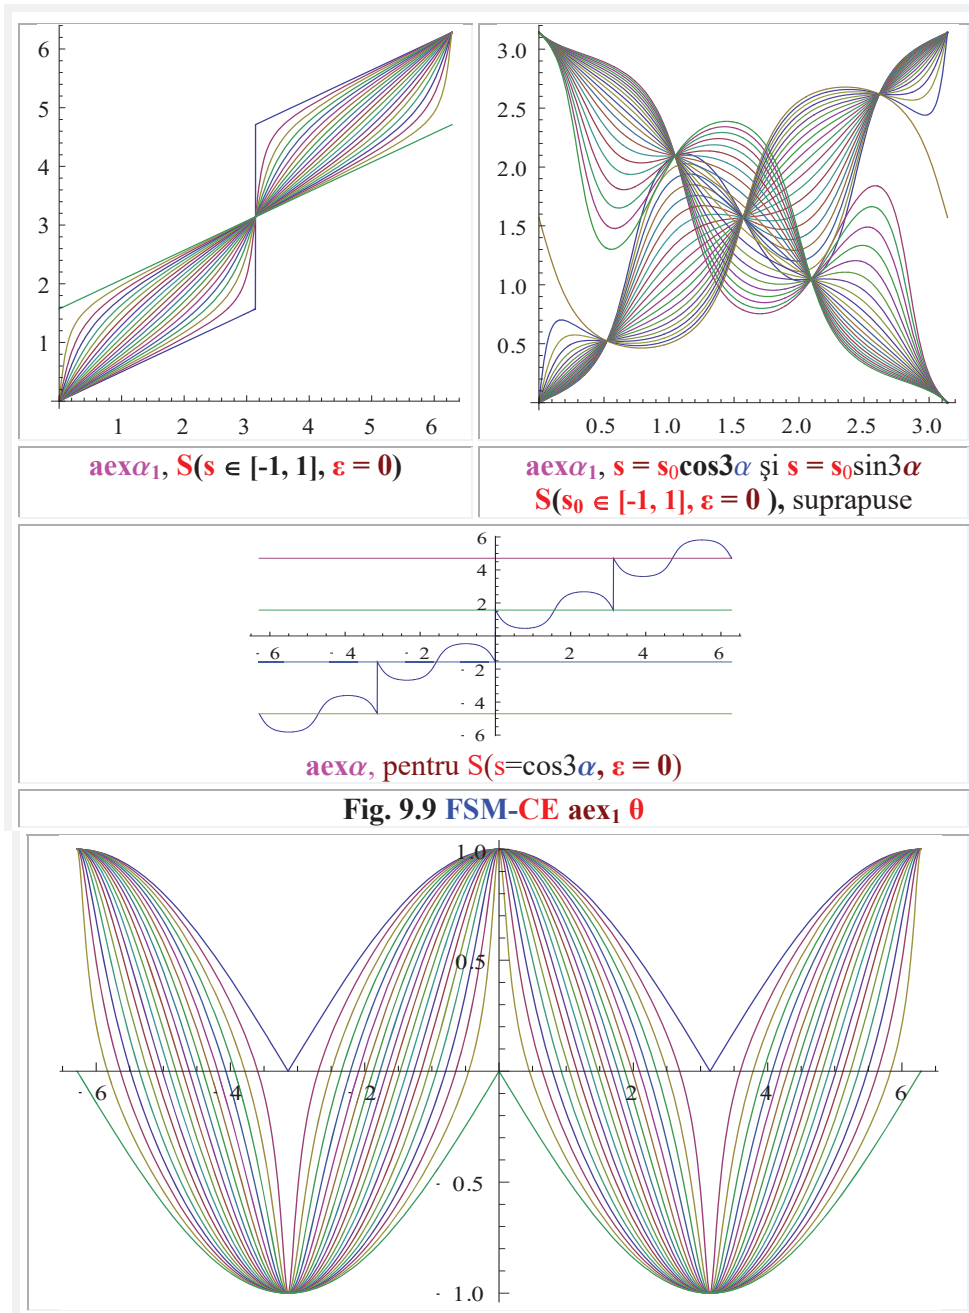 6
5
4
3
2
1
1 2 3 4 5 6
3.0
2.5
2.0
1.5
1.0
0.5
0.5 1.0 1.5 2.0 2.5 3.0
aexα₁, S(s ∈ [-1, 1], ε = 0)
aexα₁, s = s₀cos3α şi s = s₀sin3α
S(s₀ ∈ [-1, 1], ε = 0 ), suprapuse
6
4
2
- 6 - 4 - 2 2 4 6
- 2
- 4
- 6
aexα, pentru S(s=cos3α, ε = 0)
Fig. 9.9 FSM-CE aex₁ θ
1.0
0.5
- 6 - 4 - 2 2 4 6
- 0.5
- 1.0